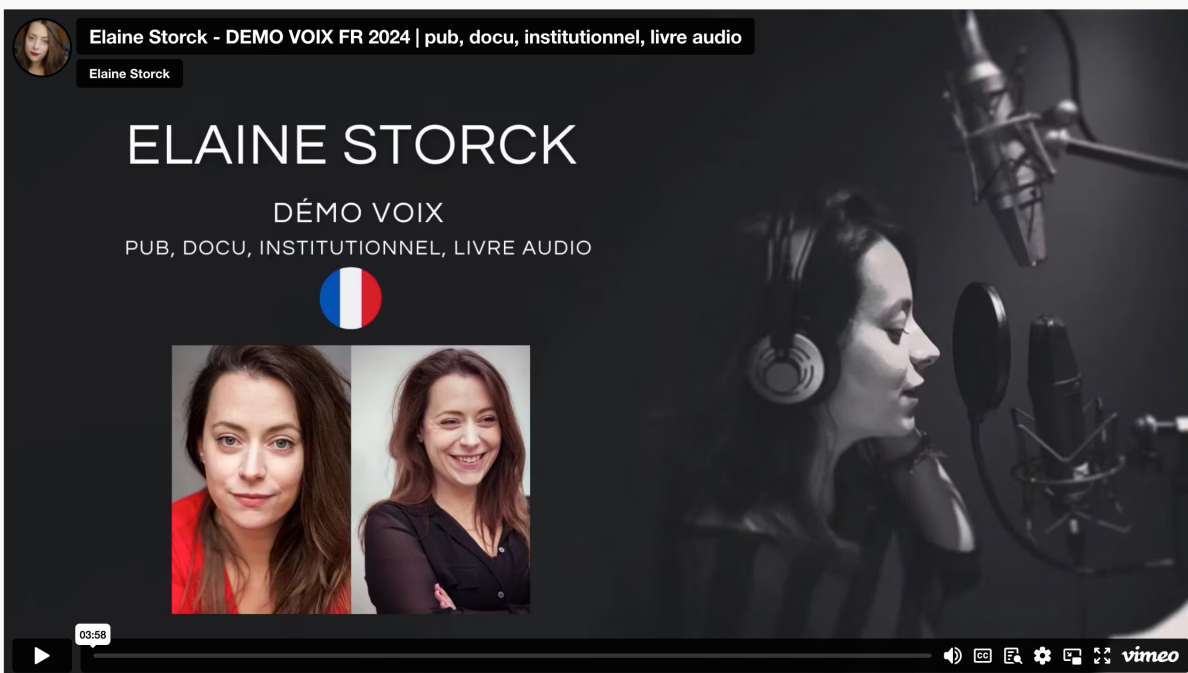 Elaine Storck - DEMO VOIX FR 2024 | pub, docu, institutionnel, livre audio
Elaine Storck
ELAINE STORCK
DÉMO VOIX
PUB, DOCU, INSTITUTIONNEL, LIVRE AUDIO
03:58
CC
vimeo